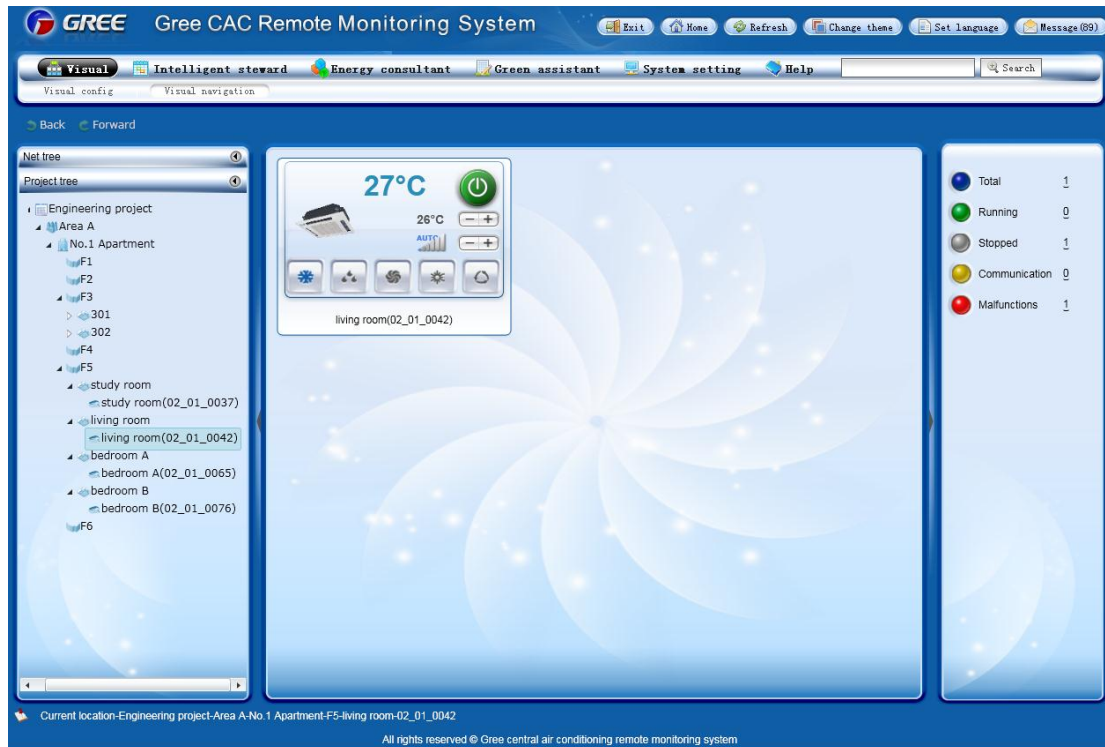 GREE Gree CAC Remote Monitoring System Exit Home Refresh Change theme Set language Message(89)
Visual Intelligent steward Energy consultant Green assistant System setting Help Search
Visual config Visual navigation
Back Forward
Net tree
Project tree
Engineering project
Area A
No.1 Apartment
F1
F2
F3
301
302
F4
F5
study room
study room(02_01_0037)
living room
living room(02_01_0042)
bedroom A
bedroom A(02_01_0065)
bedroom B
bedroom B(02_01_0076)
F6
27°C
26°C - +
AUTO - +
living room(02_01_0042)
Total 1
Running 0
Stopped 1
Communication 0
Malfunctions 1
Current location-Engineering project-Area A-No.1 Apartment-F5-living room-02_01_0042
All rights reserved © Gree central air conditioning remote monitoring system